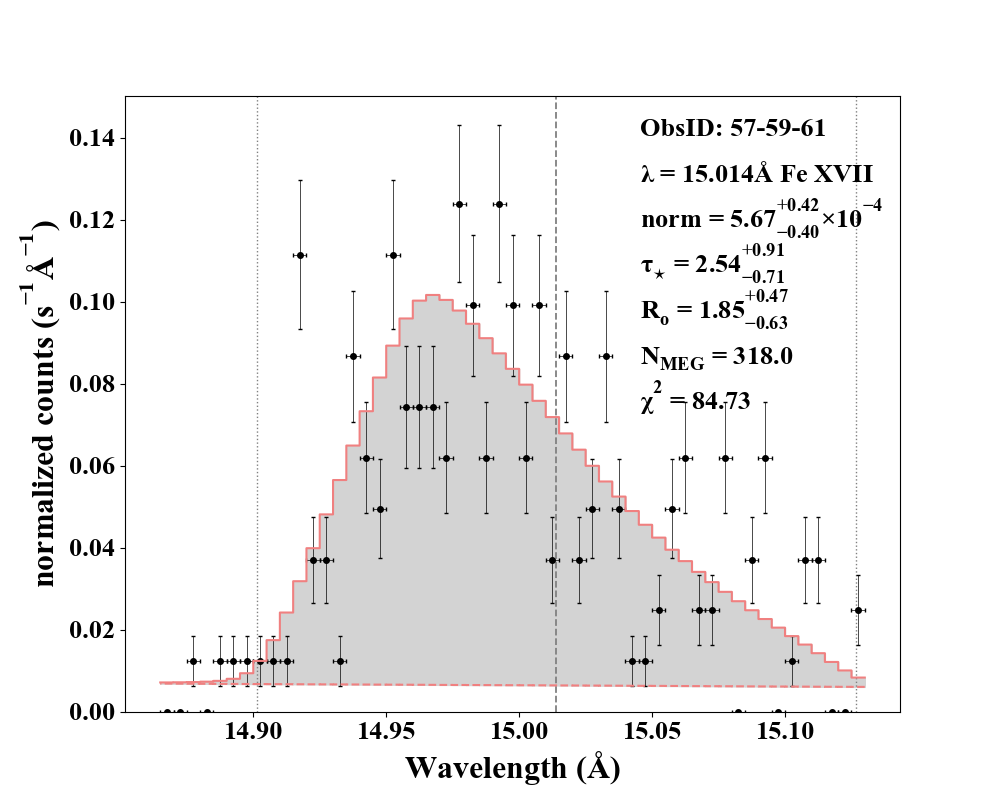 ObsID: 57-59-61
λ = 15.014Å Fe XVII
norm = 5.67 +0.42 −0.40 ×10−4
τ⋆ = 2.54 +0.91 −0.71
Ro = 1.85 +0.47 −0.63
NMEG = 318.0
χ2 = 84.73
normalized counts (s−1 Å−1)
0.14
0.12
0.10
0.08
0.06
0.04
0.02
0.00
14.90 14.95 15.00 15.05 15.10
Wavelength (Å)